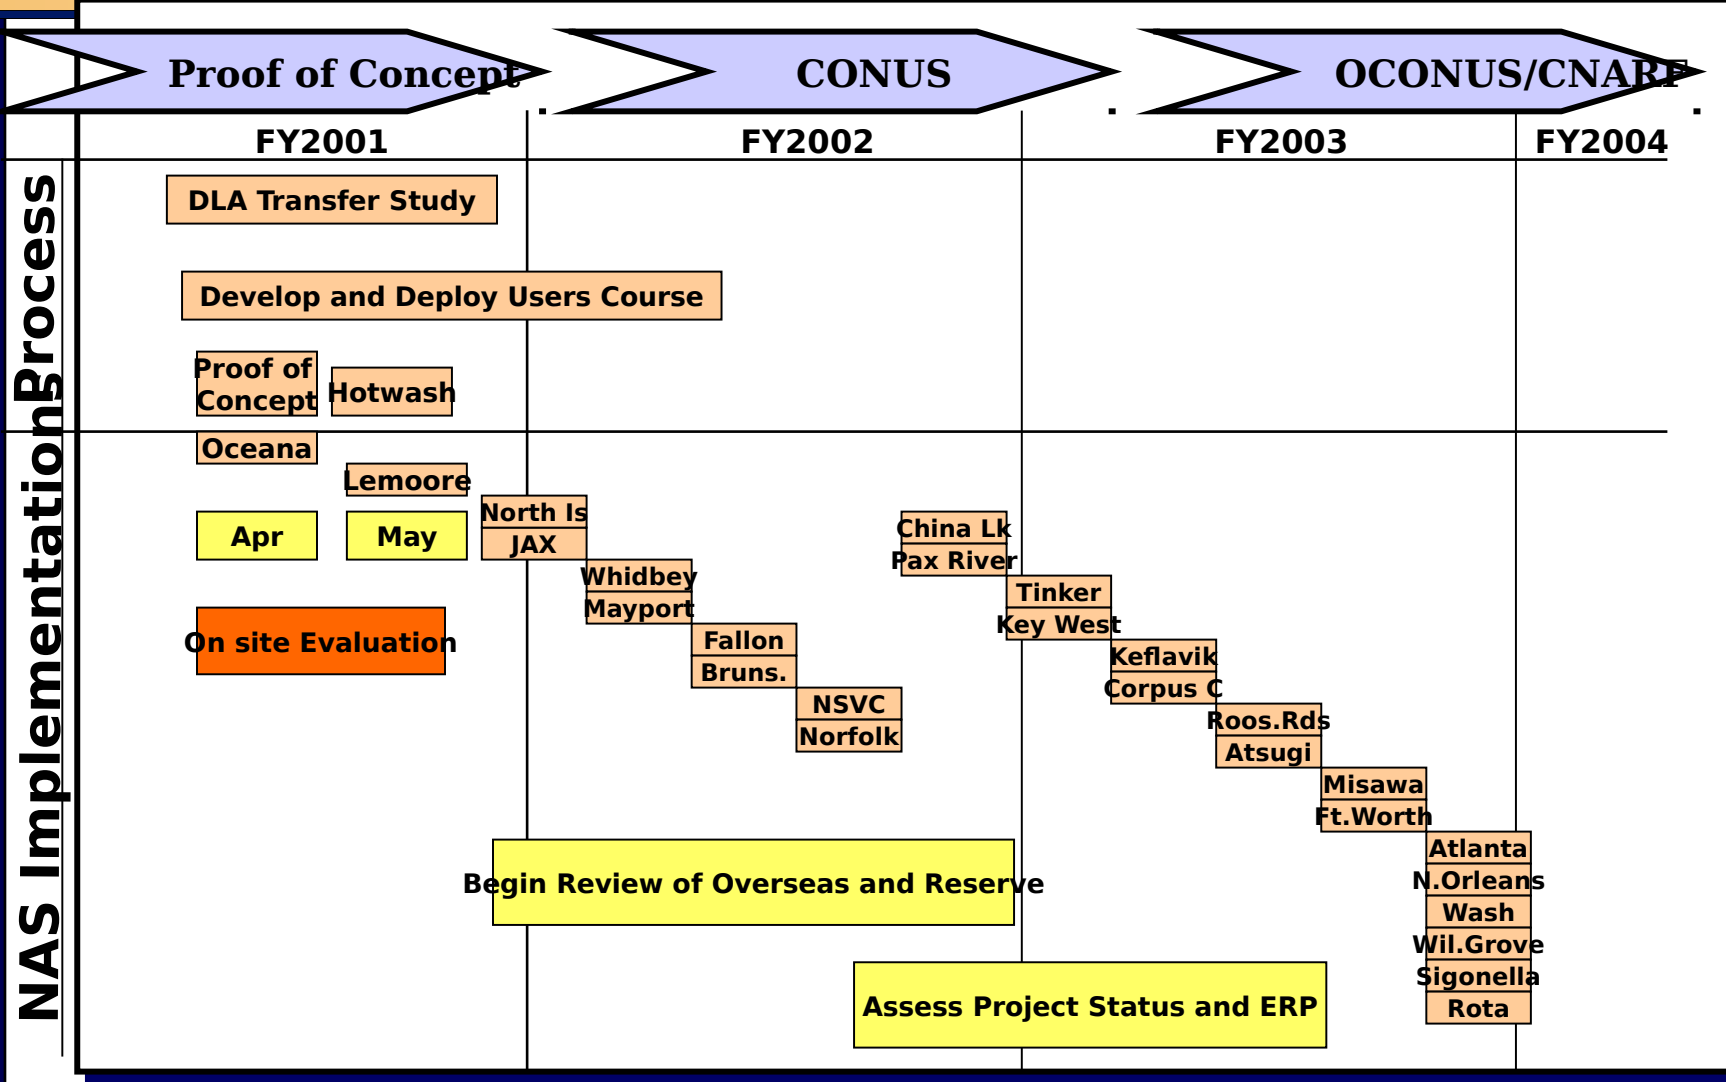 Proof of Concept
CONUS
OCONUS/CNARF
.
.
.
FY2001
FY2002
FY2003
FY2004
Process
DLA Transfer Study
Develop and Deploy Users Course
Proof of
Concept
Hotwash
NAS Implementations
Oceana
Lemoore
North Is
JAX
Apr
May
China Lk
Pax River
Whidbey
Mayport
Tinker
Key West
On site Evaluation
Fallon
Bruns.
Keflavik
Corpus C
NSVC
Norfolk
Roos.Rds
Atsugi
Misawa
Ft.Worth
Begin Review of Overseas and Reserve
Atlanta
N.Orleans
Wash
Wil.Grove
Sigonella
Rota
Assess Project Status and ERP